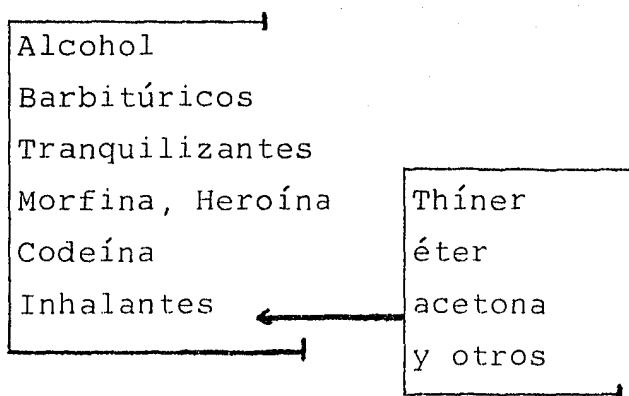 Alcohol
Barbitúricos
Tranquilizantes
Morfina, Heroína
Codeína
Inhalantes
Thíner
éter
acetona
y otros